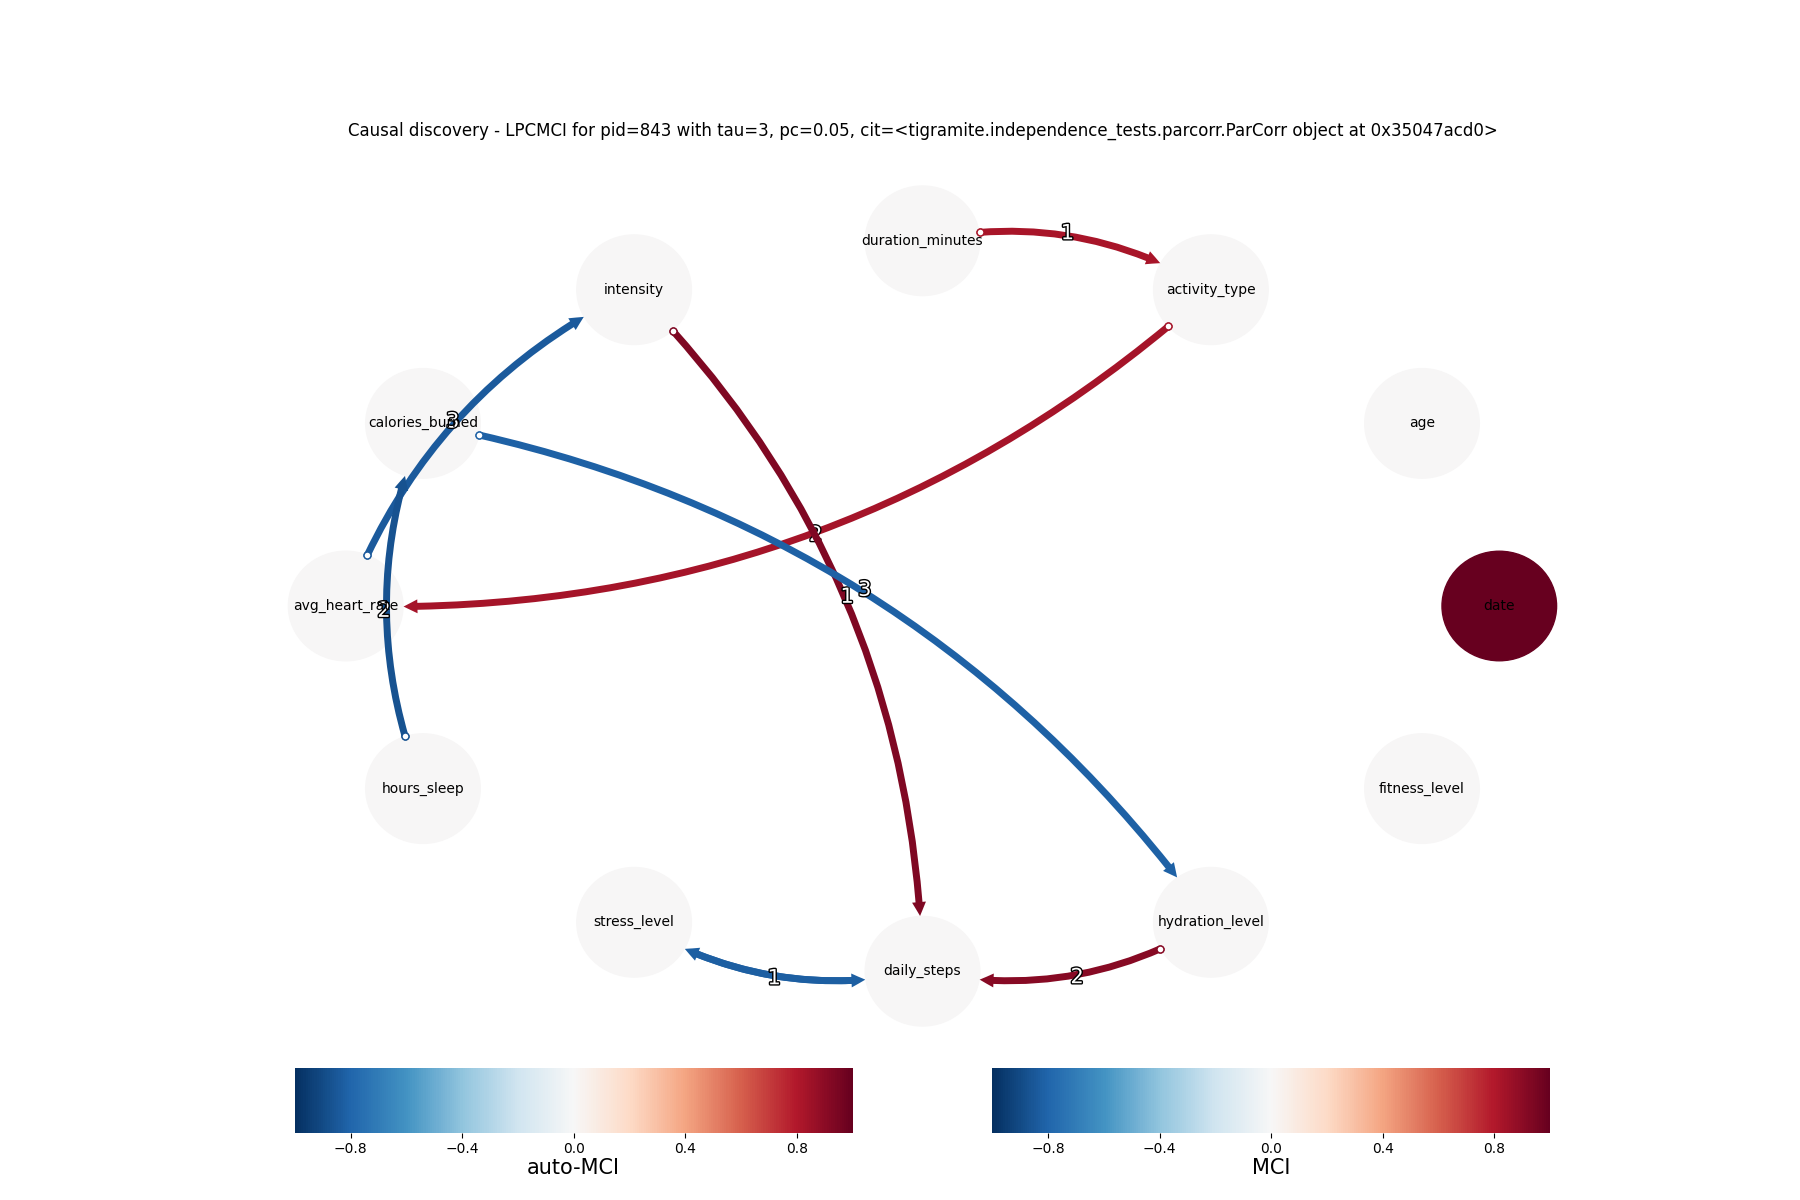 Causal discovery - LPCMCI for pid=843 with tau=3, pc=0.05, cit=<tigramite.independence_tests.parcorr.ParCorr object at 0x35047acd0>
duration_minutes
1
intensity
activity_type
3
calories_burned
age
2
1
3
avg_heart_rate
2
date
hours_sleep
fitness_level
stress_level
hydration_level
1
daily_steps
2
−0.8 −0.4 0.0 0.4 0.8
auto-MCI
−0.8 −0.4 0.0 0.4 0.8
MCI